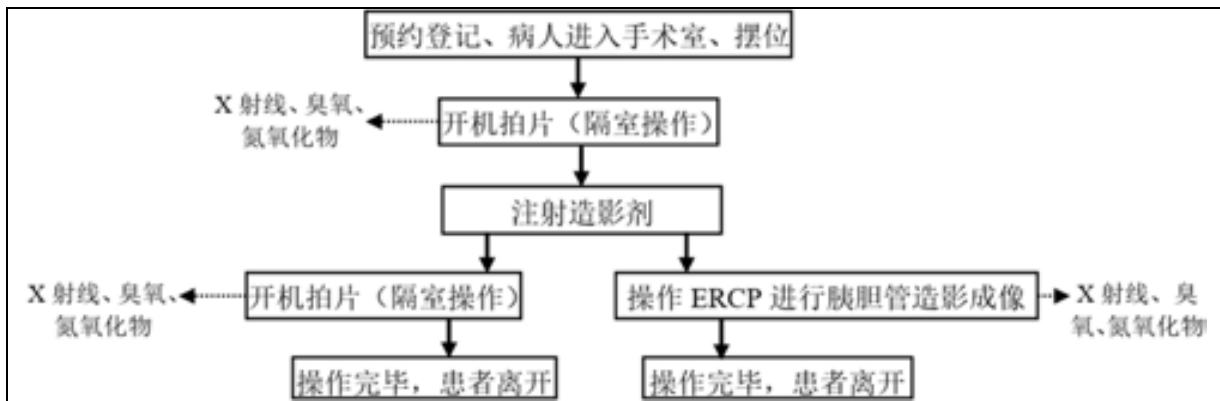 预约登记、病人进入手术室、摆位
X 射线、臭氧、
氮氧化物
开机拍片（隔室操作）
注射造影剂
X 射线、臭氧、
氮氧化物
开机拍片（隔室操作）
操作 ERCP 进行胰胆管造影成像
X 射线、臭
氧、氮氧化物
操作完毕，患者离开
操作完毕，患者离开